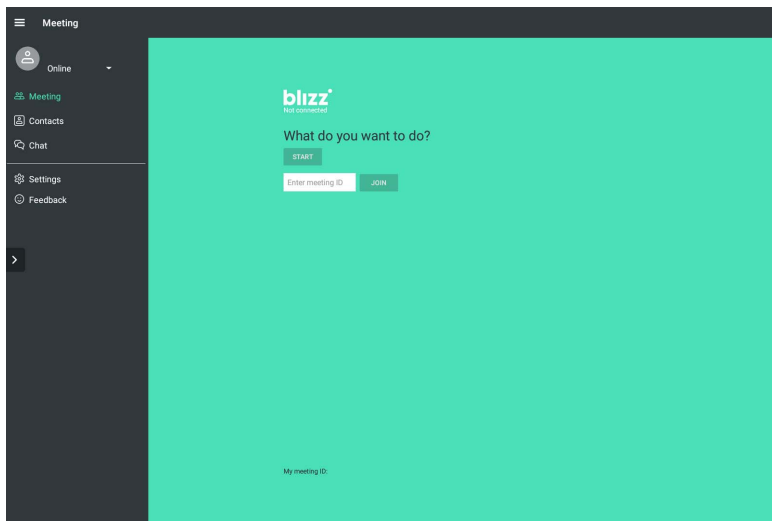 Meeting
Online
Meeting
Contacts
Chat
Settings
Feedback
blizz
Not connected
What do you want to do?
START
Enter meeting ID
JOIN
My meeting ID: